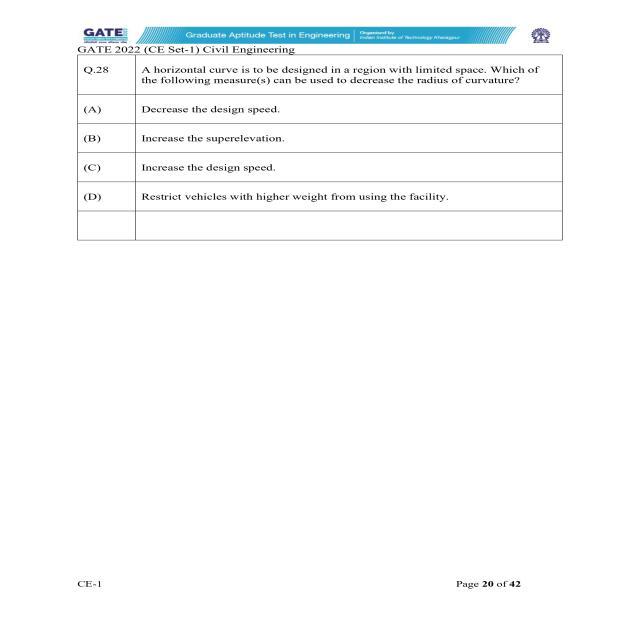 GATE
Graduate Aptitude Test in Engineering
Organised by
Indian Institute of Technology Kharagpur
GATE 2022 (CE Set-1) Civil Engineering
Q.28 A horizontal curve is to be designed in a region with limited space. Which of
the following measure(s) can be used to decrease the radius of curvature?
(A) Decrease the design speed.
(B) Increase the superelevation.
(C) Increase the design speed.
(D) Restrict vehicles with higher weight from using the facility.
CE-1 Page 20 of 42